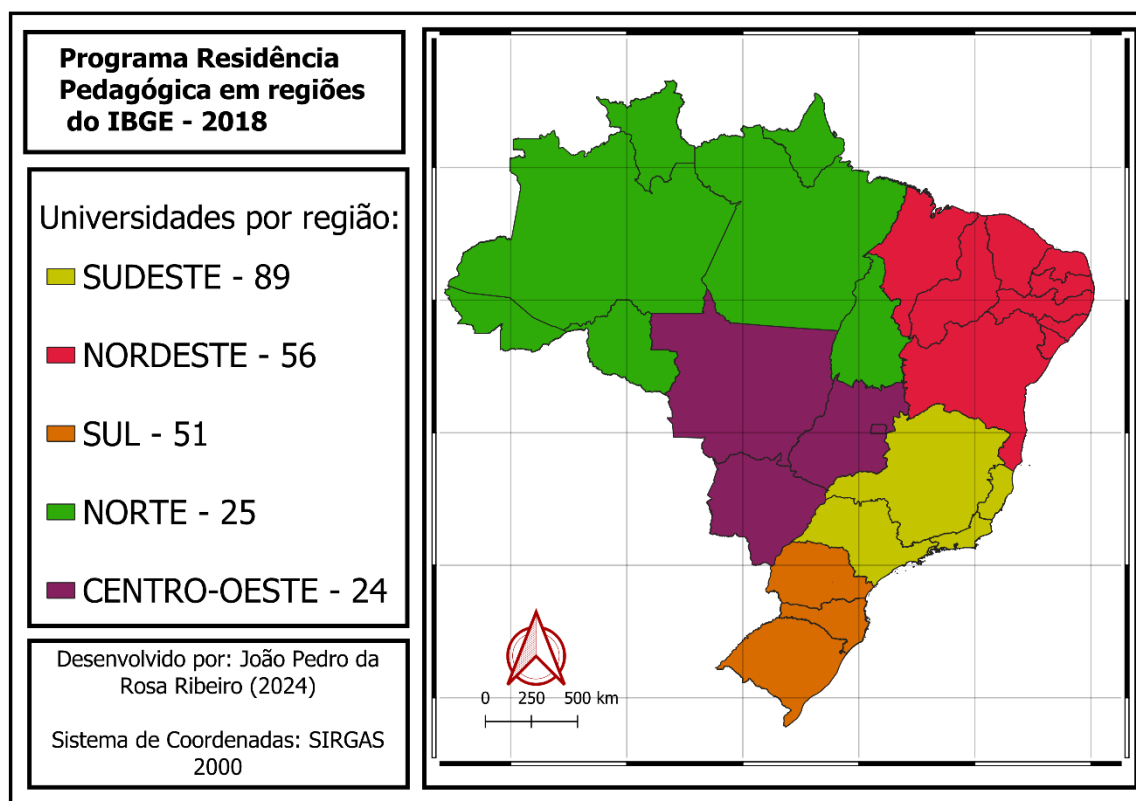 Programa Residência
Pedagógica em regiões
do IBGE - 2018
Universidades por região:
SUDESTE - 89
NORDESTE - 56
SUL - 51
NORTE - 25
CENTRO-OESTE - 24
Desenvolvido por: João Pedro da
Rosa Ribeiro (2024)
Sistema de Coordenadas: SIRGAS
2000
0 250 500 km